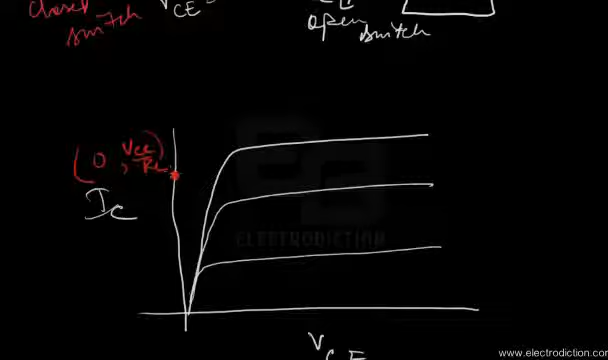 closed
switch
VCE
open
switch
(0, Vcc/RL)
Ic
ELECTRODICTION
VCE
www.electrodiction.com